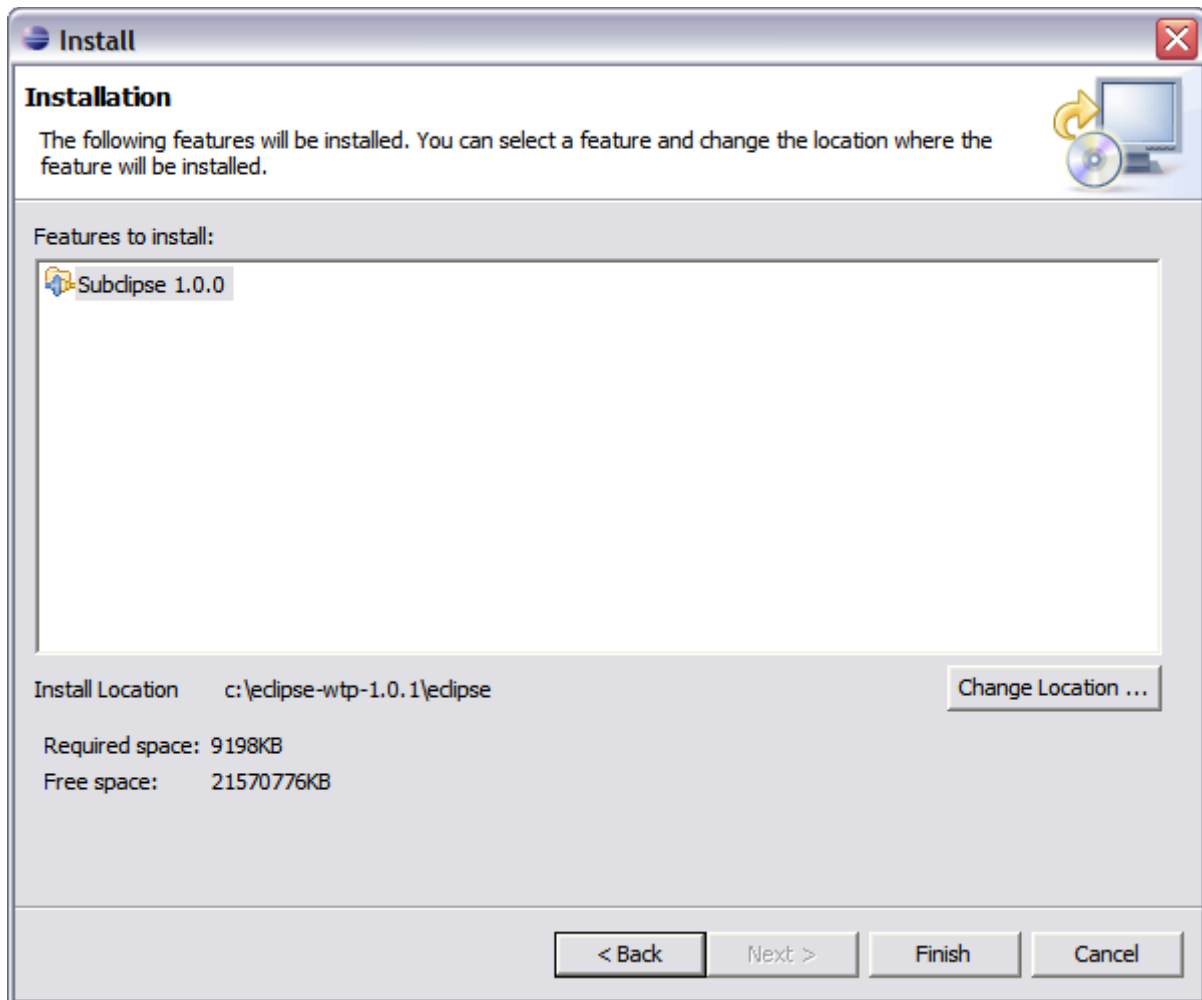 Install
Installation
The following features will be installed. You can select a feature and change the location where the
feature will be installed.
Features to install:
Subclipse 1.0.0
Install Location c:\eclipse-wtp-1.0.1\eclipse
Change Location ...
Required space: 9198KB
Free space: 21570776KB
< Back Next > Finish Cancel